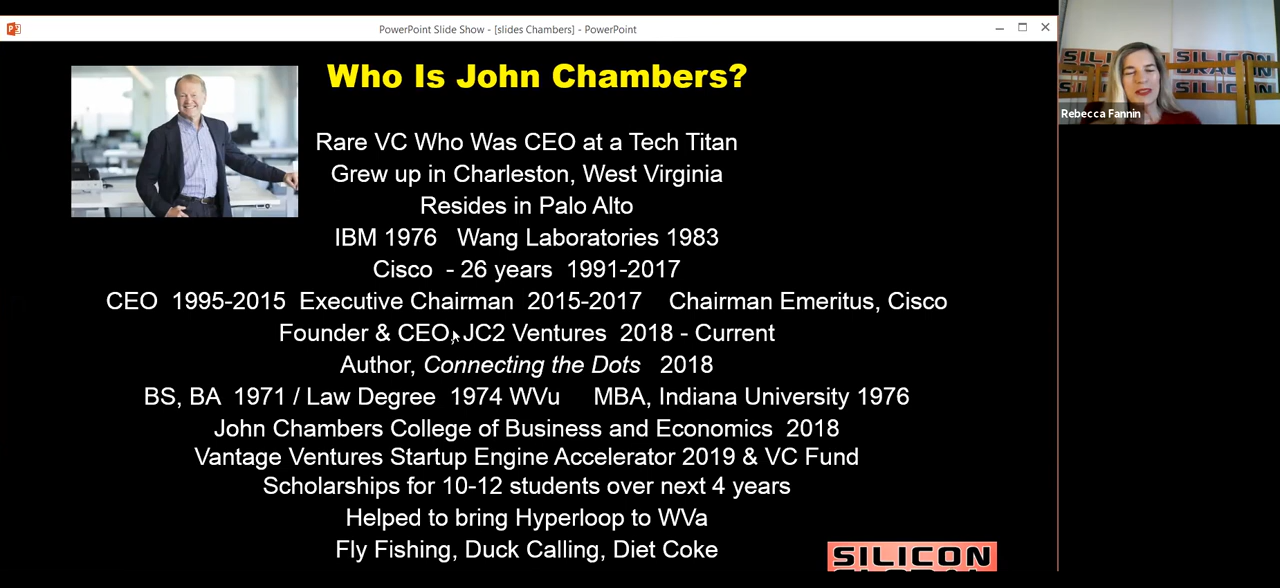 PowerPoint Slide Show - [slides Chambers] - PowerPoint
Who Is John Chambers?
Rare VC Who Was CEO at a Tech Titan
Grew up in Charleston, West Virginia
Resides in Palo Alto
IBM 1976 Wang Laboratories 1983
Cisco - 26 years 1991-2017
CEO 1995-2015 Executive Chairman 2015-2017 Chairman Emeritus, Cisco
Founder & CEO, JC2 Ventures 2018 - Current
Author, Connecting the Dots 2018
BS, BA 1971 / Law Degree 1974 WVu MBA, Indiana University 1976
John Chambers College of Business and Economics 2018
Vantage Ventures Startup Engine Accelerator 2019 & VC Fund
Scholarships for 10-12 students over next 4 years
Helped to bring Hyperloop to WVa
Fly Fishing, Duck Calling, Diet Coke
SILICON
SILICON
SILICON
Rebecca Fannin